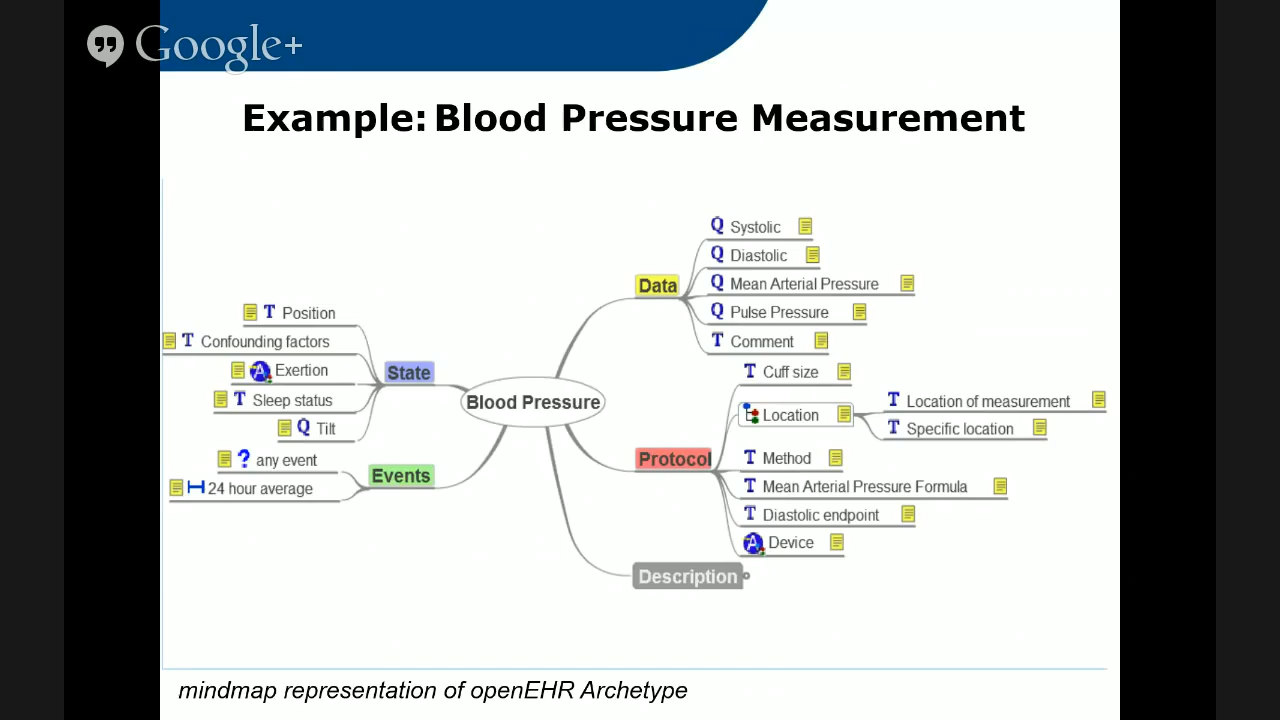 Google+
Example: Blood Pressure Measurement
Blood Pressure
Data
Q Systolic
Q Diastolic
Q Mean Arterial Pressure
Q Pulse Pressure
T Comment
Protocol
T Cuff size
Location
T Location of measurement
T Specific location
T Method
T Mean Arterial Pressure Formula
T Diastolic endpoint
A Device
Description
State
T Position
T Confounding factors
A Exertion
T Sleep status
Q Tilt
Events
? any event
24 hour average
mindmap representation of openEHR Archetype